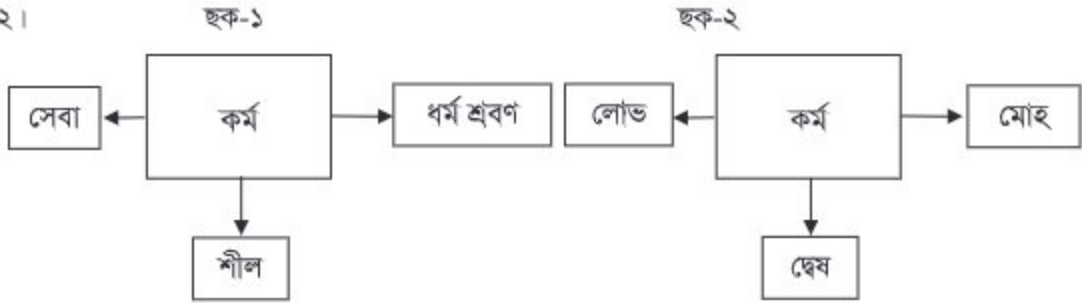 ২। ছক-১ ছক-২
সেবা কর্ম ধর্ম শ্রবণ লোভ কর্ম মোহ
শীল দ্বেষ